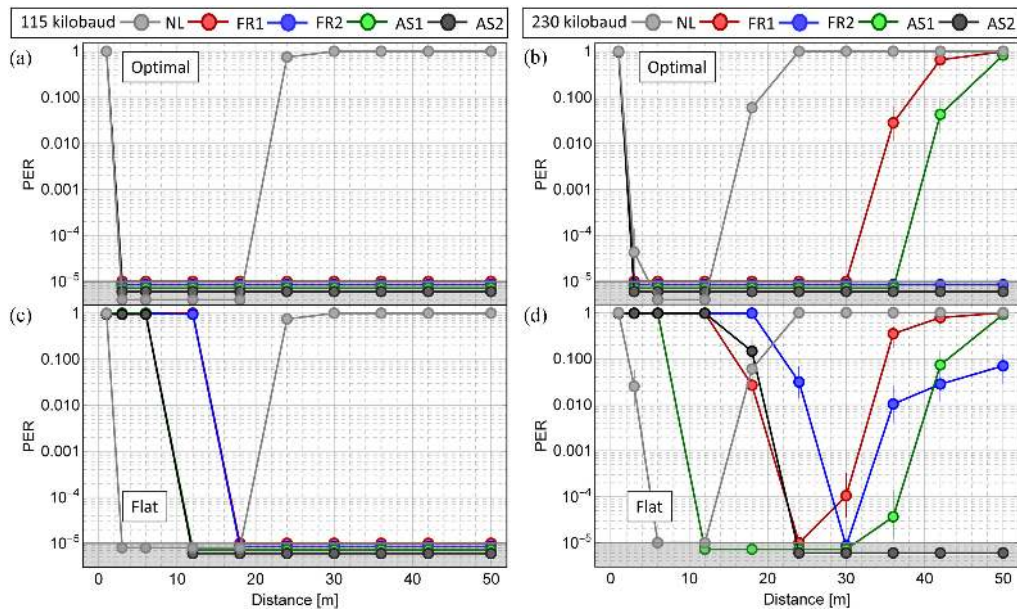 115 kilobaud NL FR1 FR2 AS1 AS2
230 kilobaud NL FR1 FR2 AS1 AS2
(a)
Optimal
PER
1
0.100
0.010
0.001
10⁻⁴
10⁻⁵
(b)
Optimal
PER
1
0.100
0.010
0.001
10⁻⁴
10⁻⁵
(c)
Flat
PER
1
0.100
0.010
0.001
10⁻⁴
10⁻⁵
0 10 20 30 40 50
Distance [m]
(d)
Flat
PER
1
0.100
0.010
0.001
10⁻⁴
10⁻⁵
0 10 20 30 40 50
Distance [m]